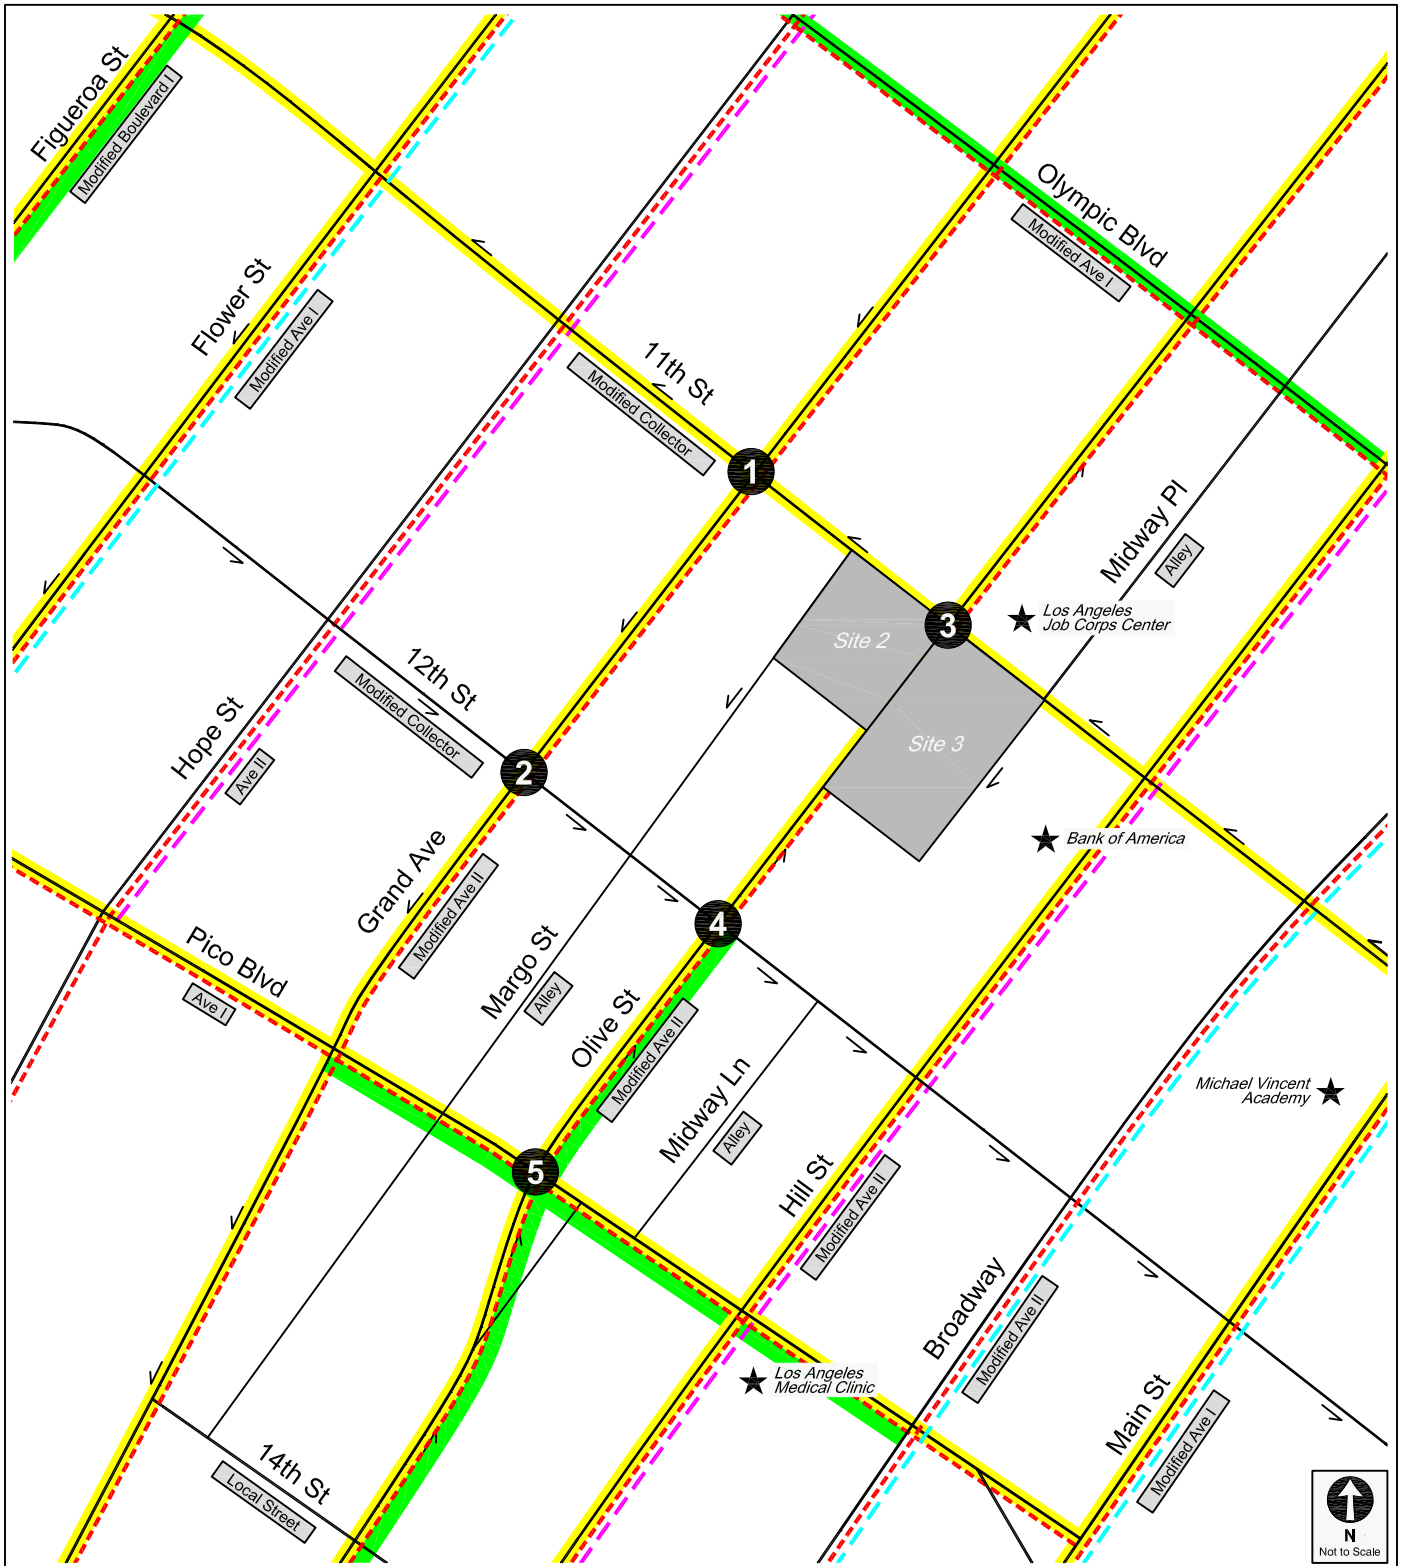 Figueroa St
Modified Boulevard I
Olympic Blvd
Modified Ave I
Flower St
Modified Ave I
11th St
Modified Collector
1
Midway Pl
Alley
Los Angeles
Job Corps Center
3
Site 2
Site 3
12th St
Modified Collector
Hope St
Ave II
2
Bank of America
Grand Ave
Modified Ave II
4
Pico Blvd
Ave I
Margo St
Alley
Olive St
Modified Ave II
Midway Ln
Alley
Michael Vincent
Academy
5
Hill St
Modified Ave II
Broadway
Modified Ave II
Los Angeles
Medical Clinic
Main St
Modified Ave I
14th St
Local Street
N
Not to Scale